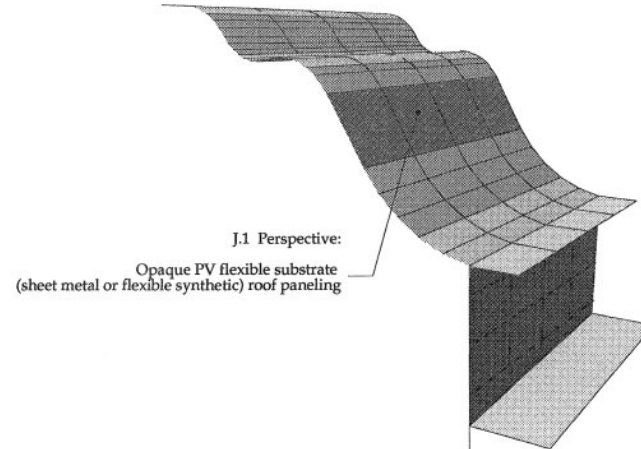 J.1 Perspective:
Opaque PV flexible substrate
(sheet metal or flexible synthetic) roof paneling